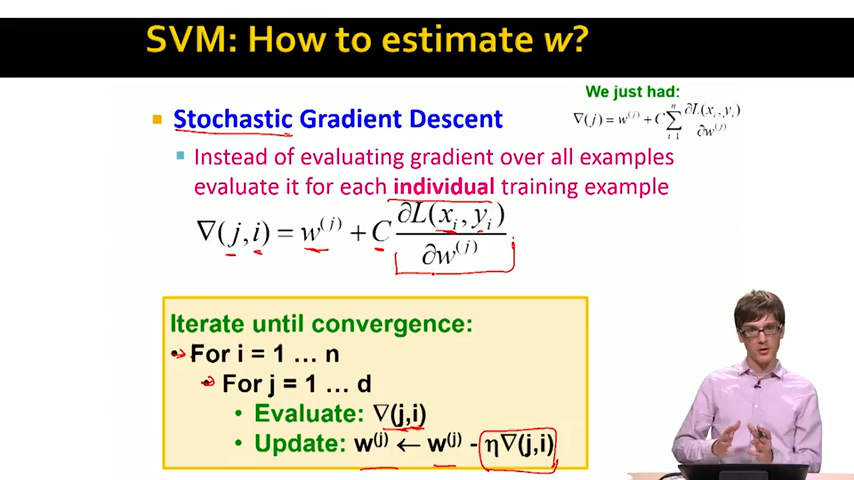 SVM: How to estimate w?
We just had:
∇(j) = w^(j) + C ∑_{i=1}^{n} ∂L(x_i, y_i) / ∂w^(j)
Stochastic Gradient Descent
Instead of evaluating gradient over all examples
evaluate it for each individual training example
∇(j,i) = w^(j) + C ∂L(x_i, y_i) / ∂w^(j)
Iterate until convergence:
• For i = 1 … n
• For j = 1 … d
• Evaluate: ∇(j,i)
• Update: w^(j) ← w^(j) - η∇(j,i)